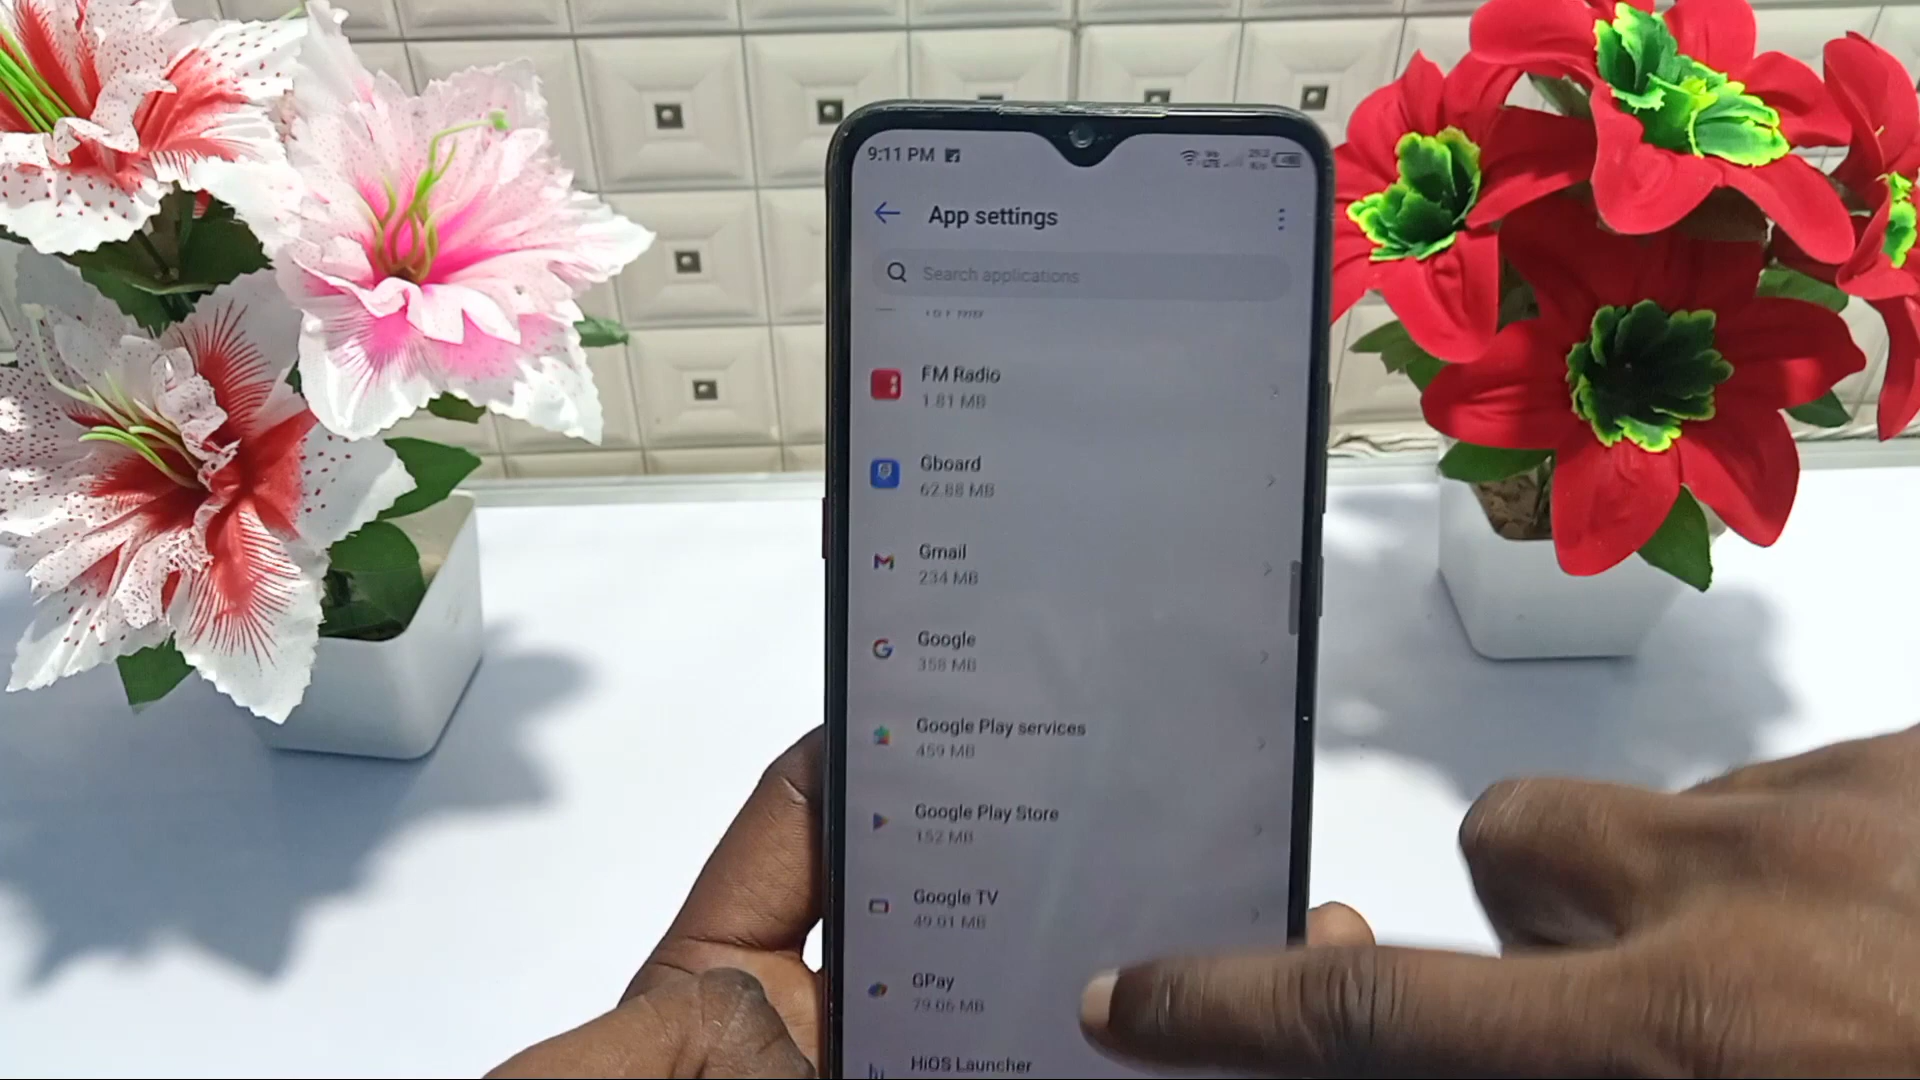 9:11 PM
App settings
Search applications
FM Radio
1.81 MB
Gboard
62.88 MB
Gmail
234 MB
Google
358 MB
Google Play services
459 MB
Google Play Store
152 MB
Google TV
49.01 MB
GPay
79.06 MB
HiOS Launcher